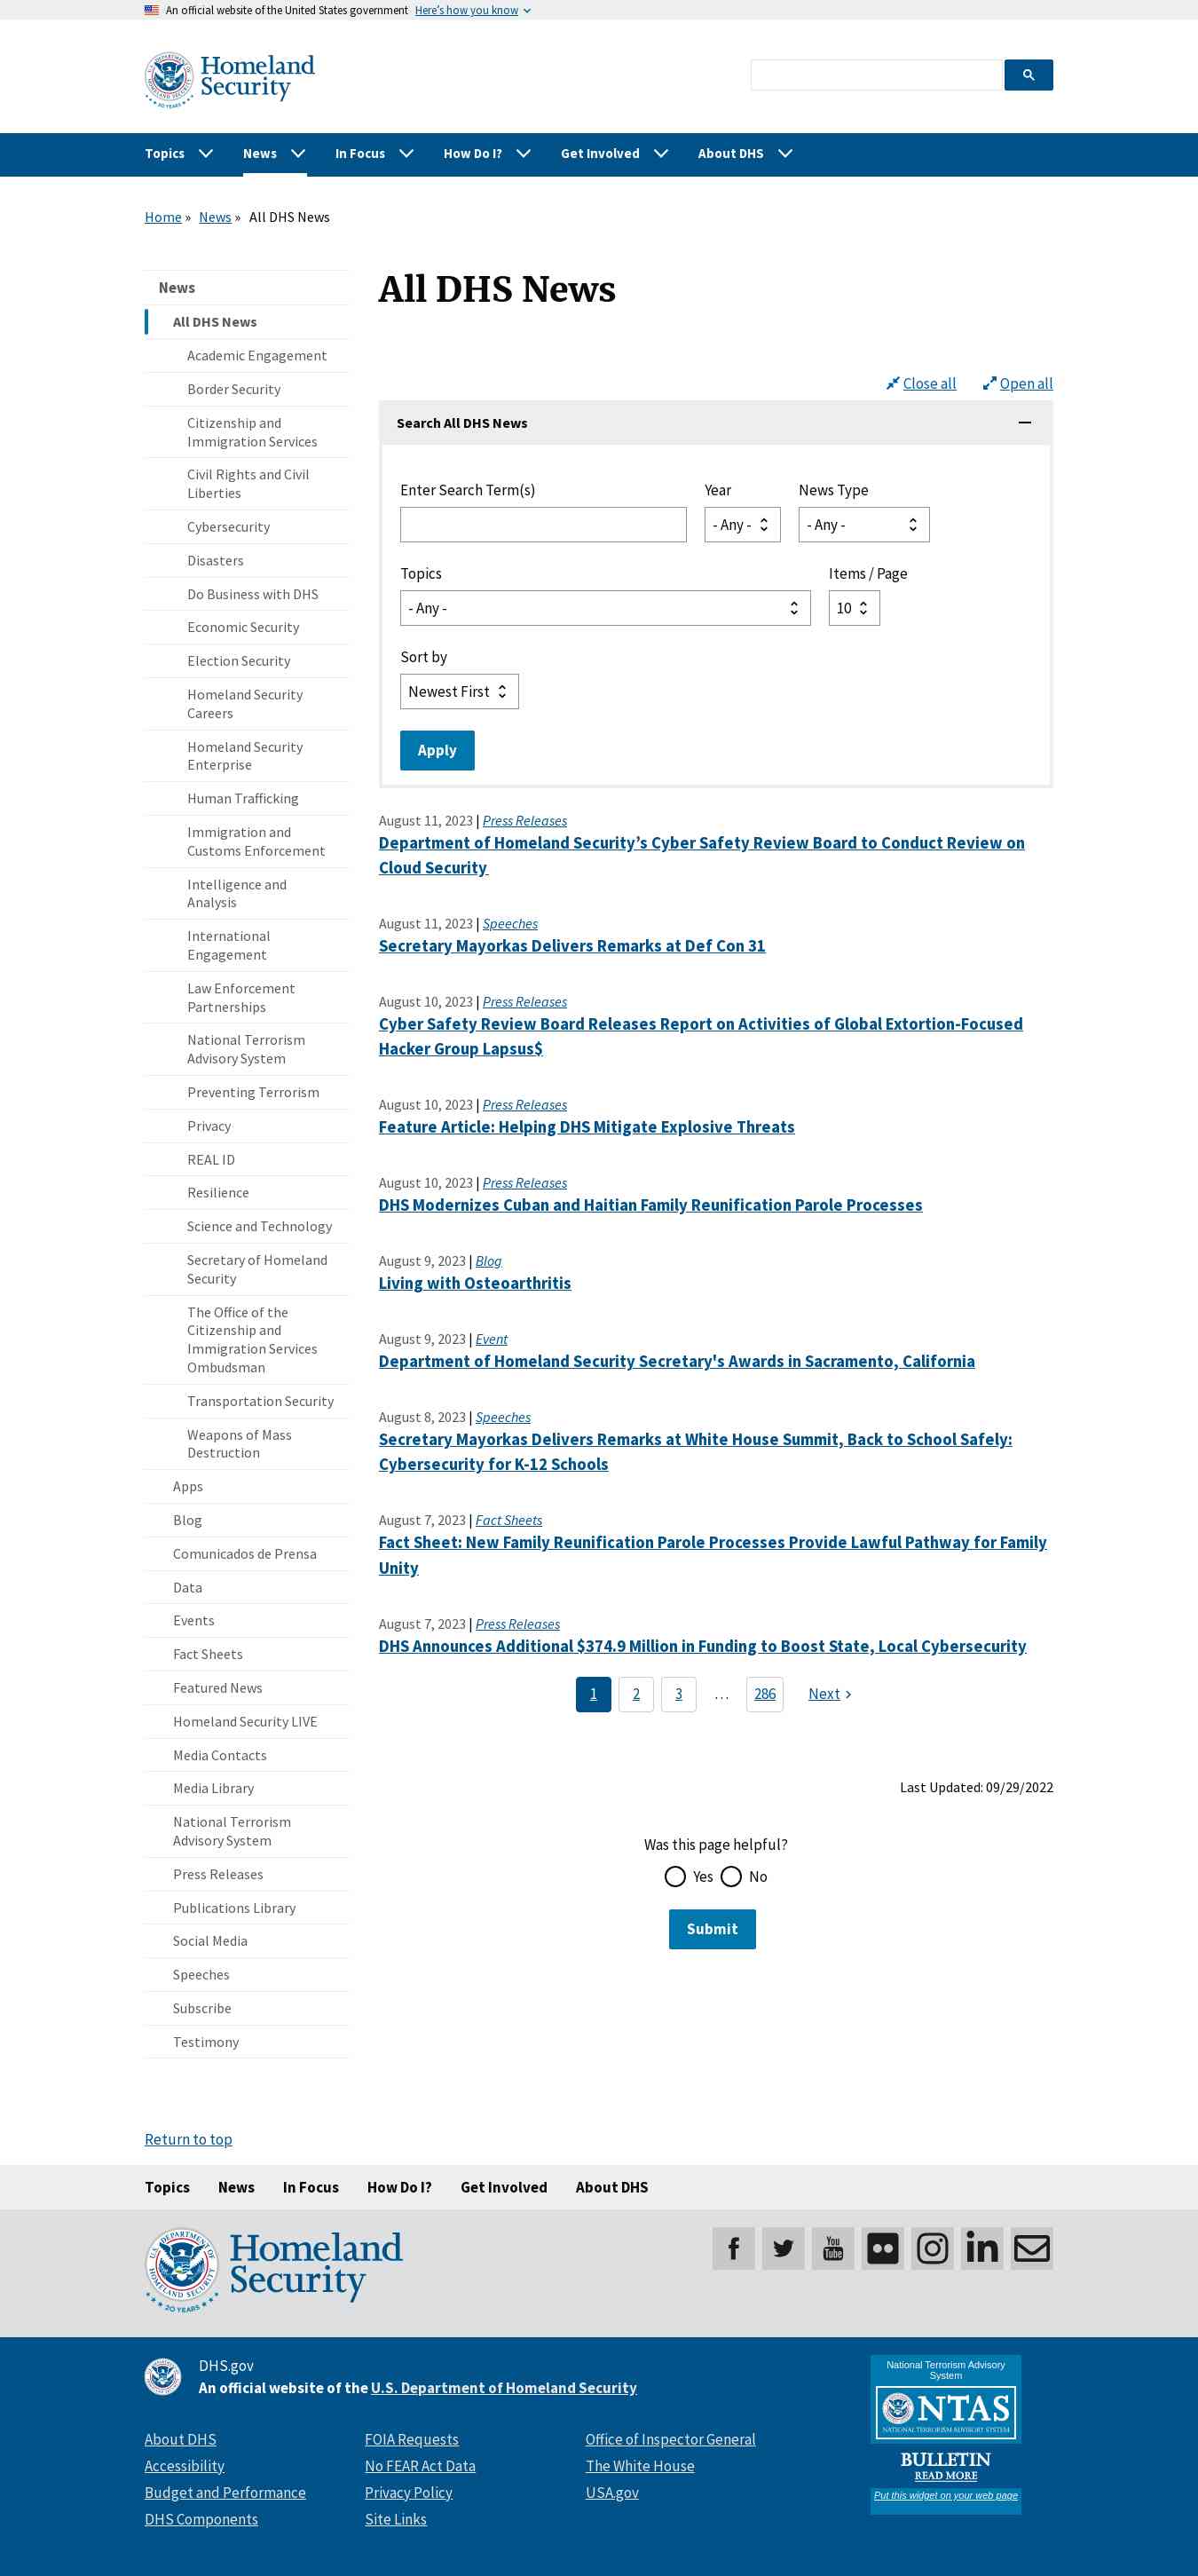 An official website of the United States government Here's how you know
Homeland
Security
Topics News In Focus How Do I? Get Involved About DHS
Home » News » All DHS News
News
All DHS News
Academic Engagement
Border Security
Citizenship and
Immigration Services
Civil Rights and Civil
Liberties
Cybersecurity
Disasters
Do Business with DHS
Economic Security
Election Security
Homeland Security
Careers
Homeland Security
Enterprise
Human Trafficking
Immigration and
Customs Enforcement
Intelligence and
Analysis
International
Engagement
Law Enforcement
Partnerships
National Terrorism
Advisory System
Preventing Terrorism
Privacy
REAL ID
Resilience
Science and Technology
Secretary of Homeland
Security
The Office of the
Citizenship and
Immigration Services
Ombudsman
Transportation Security
Weapons of Mass
Destruction
Apps
Blog
Comunicados de Prensa
Data
Events
Fact Sheets
Featured News
Homeland Security LIVE
Media Contacts
Media Library
National Terrorism
Advisory System
Press Releases
Publications Library
Social Media
Speeches
Subscribe
Testimony
All DHS News
Close all Open all
Search All DHS News
Enter Search Term(s) Year News Type
- Any - - Any -
Topics Items / Page
- Any - 10
Sort by
Newest First
Apply
August 11, 2023 | Press Releases
Department of Homeland Security’s Cyber Safety Review Board to Conduct Review on
Cloud Security
August 11, 2023 | Speeches
Secretary Mayorkas Delivers Remarks at Def Con 31
August 10, 2023 | Press Releases
Cyber Safety Review Board Releases Report on Activities of Global Extortion-Focused
Hacker Group Lapsus$
August 10, 2023 | Press Releases
Feature Article: Helping DHS Mitigate Explosive Threats
August 10, 2023 | Press Releases
DHS Modernizes Cuban and Haitian Family Reunification Parole Processes
August 9, 2023 | Blog
Living with Osteoarthritis
August 9, 2023 | Event
Department of Homeland Security Secretary's Awards in Sacramento, California
August 8, 2023 | Speeches
Secretary Mayorkas Delivers Remarks at White House Summit, Back to School Safely:
Cybersecurity for K-12 Schools
August 7, 2023 | Fact Sheets
Fact Sheet: New Family Reunification Parole Processes Provide Lawful Pathway for Family
Unity
August 7, 2023 | Press Releases
DHS Announces Additional $374.9 Million in Funding to Boost State, Local Cybersecurity
1 2 3 … 286 Next
Last Updated: 09/29/2022
Was this page helpful?
Yes No
Submit
Return to top
Topics News In Focus How Do I? Get Involved About DHS
Homeland
Security
20 YEARS
You
Tube
DHS.gov
An official website of the U.S. Department of Homeland Security
About DHS
Accessibility
Budget and Performance
DHS Components
FOIA Requests
No FEAR Act Data
Privacy Policy
Site Links
Office of Inspector General
The White House
USA.gov
National Terrorism Advisory
System
NTAS
NATIONAL TERRORISM ADVISORY SYSTEM
BULLETIN
READ MORE
Put this widget on your web page